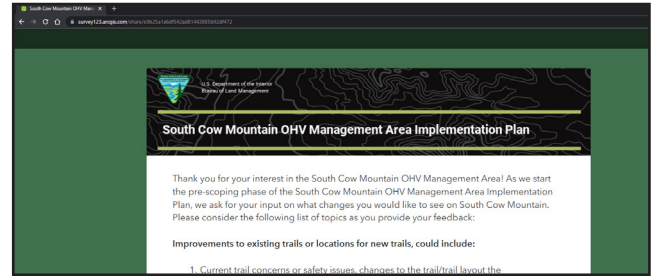 South Cow Mountain OHV Mana
survey123.arcgis.com/share/
U.S. Department of the Interior
Bureau of Land Management
South Cow Mountain OHV Management Area Implementation Plan
Thank you for your interest in the South Cow Mountain OHV Management Area! As we start
the pre-scoping phase of the South Cow Mountain OHV Management Area Implementation
Plan, we ask for your input on what changes you would like to see on South Cow Mountain.
Please consider the following list of topics as you provide your feedback:
Improvements to existing trails or locations for new trails, could include:
1. Current trail concerns or safety issues, changes to the trail/trail layout the